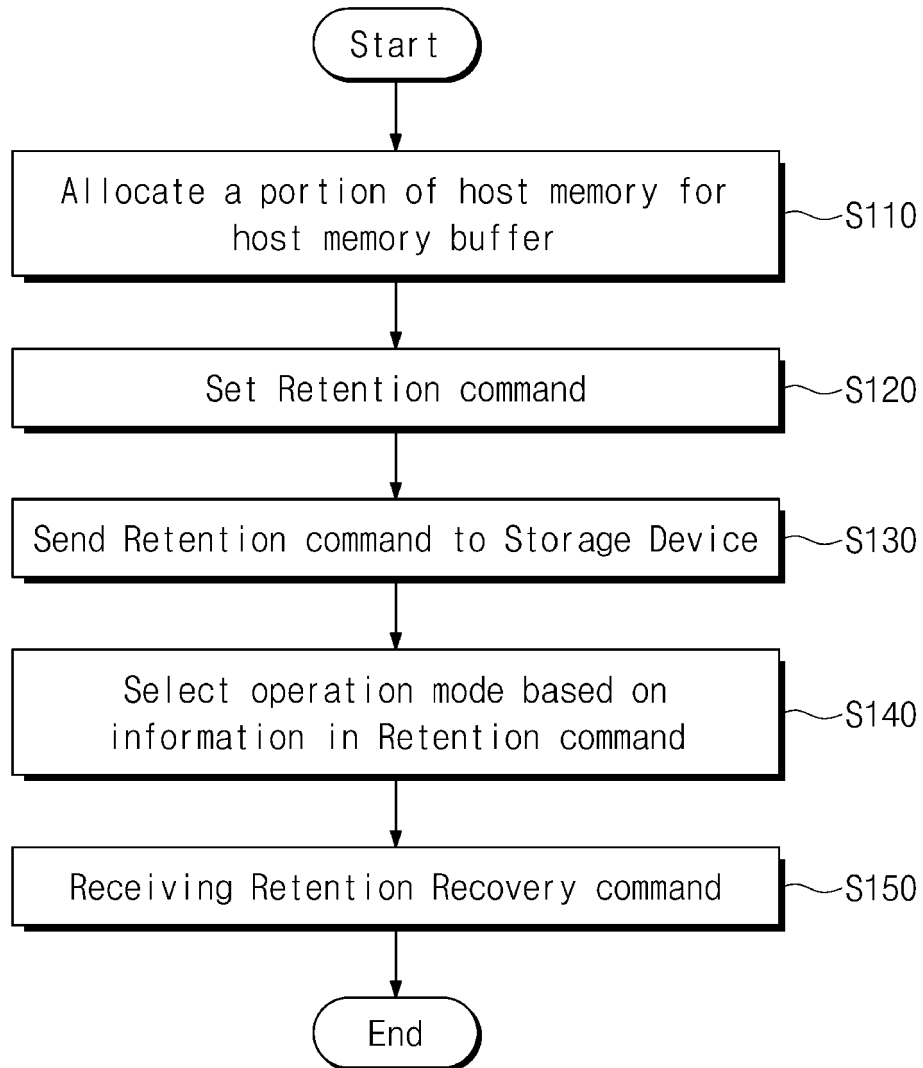 Start
Allocate a portion of host memory for
host memory buffer
S110
Set Retention command
S120
Send Retention command to Storage Device
S130
Select operation mode based on
information in Retention command
S140
Receiving Retention Recovery command
S150
End